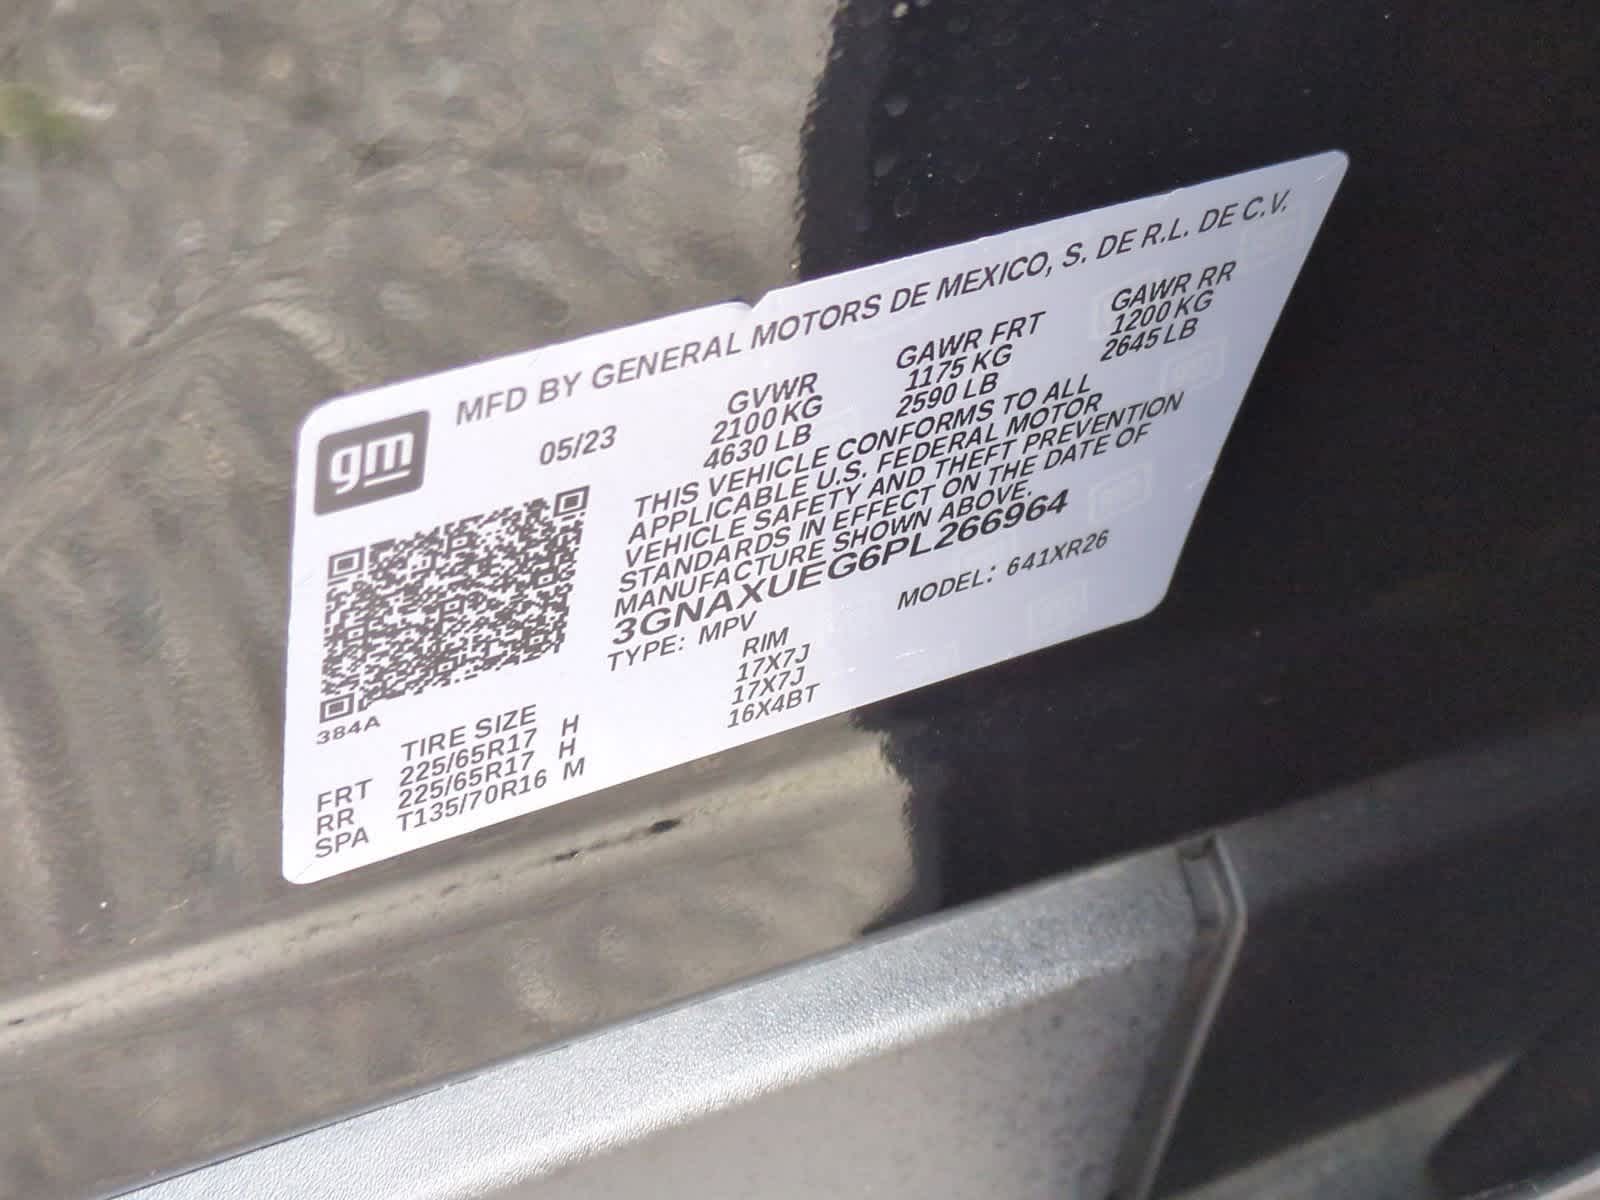 gm
MFD BY GENERAL MOTORS DE MEXICO, S. DE R.L. DE C.V.
05/23
GVWR GAWR FRT GAWR RR
2100 KG 1175 KG 1200 KG
4630 LB 2590 LB 2645 LB
THIS VEHICLE CONFORMS TO ALL
APPLICABLE U.S. FEDERAL MOTOR
VEHICLE SAFETY AND THEFT PREVENTION
STANDARDS IN EFFECT ON THE DATE OF
MANUFACTURE SHOWN ABOVE.
3GNAXUEG6PL266964
TYPE: MPV MODEL: 641XR26
384A
TIRE SIZE RIM
FRT 225/65R17 H 17X7J
RR 225/65R17 H 17X7J
SPA T135/70R16 M 16X4BT